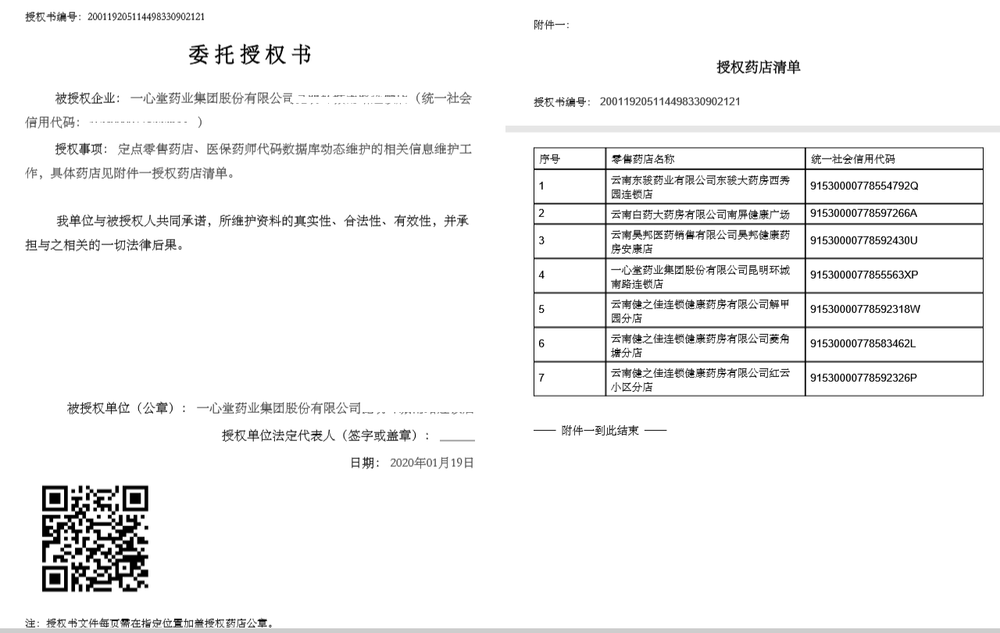 授权书编号：200119205114498330902121
委托授权书
被授权企业：一心堂药业集团股份有限公司（统一社会
信用代码：）
授权事项：定点零售药店、医保药师代码数据库动态维护的相关信息维护工
作，具体药店见附件一授权药店清单。
我单位与被授权人共同承诺，所维护资料的真实性、合法性、有效性，并承
担与之相关的一切法律后果。
被授权单位（公章）：一心堂药业集团股份有限公司
授权单位法定代表人（签字或盖章）：
日期：2020年01月19日
注：授权书文件每页需在指定位置加盖授权药店公章。
附件一：
授权药店清单
授权书编号：200119205114498330902121
序号 零售药店名称 统一社会信用代码
1 云南东骏药业有限公司东骏大药房西秀 91530000778554792Q
园连锁店
2 云南白药大药房有限公司南屏健康广场 91530000778597266A
3 云南昊邦医药销售有限公司昊邦健康药 91530000778592430U
房安康店
4 一心堂药业集团股份有限公司昆明环城 9153000077855563XP
南路连锁店
5 云南健之佳连锁健康药房有限公司解甲 91530000778592318W
园分店
6 云南健之佳连锁健康药房有限公司菱角 91530000778583462L
塘分店
7 云南健之佳连锁健康药房有限公司红云 91530000778592326P
小区分店
—— 附件一到此结束 ——